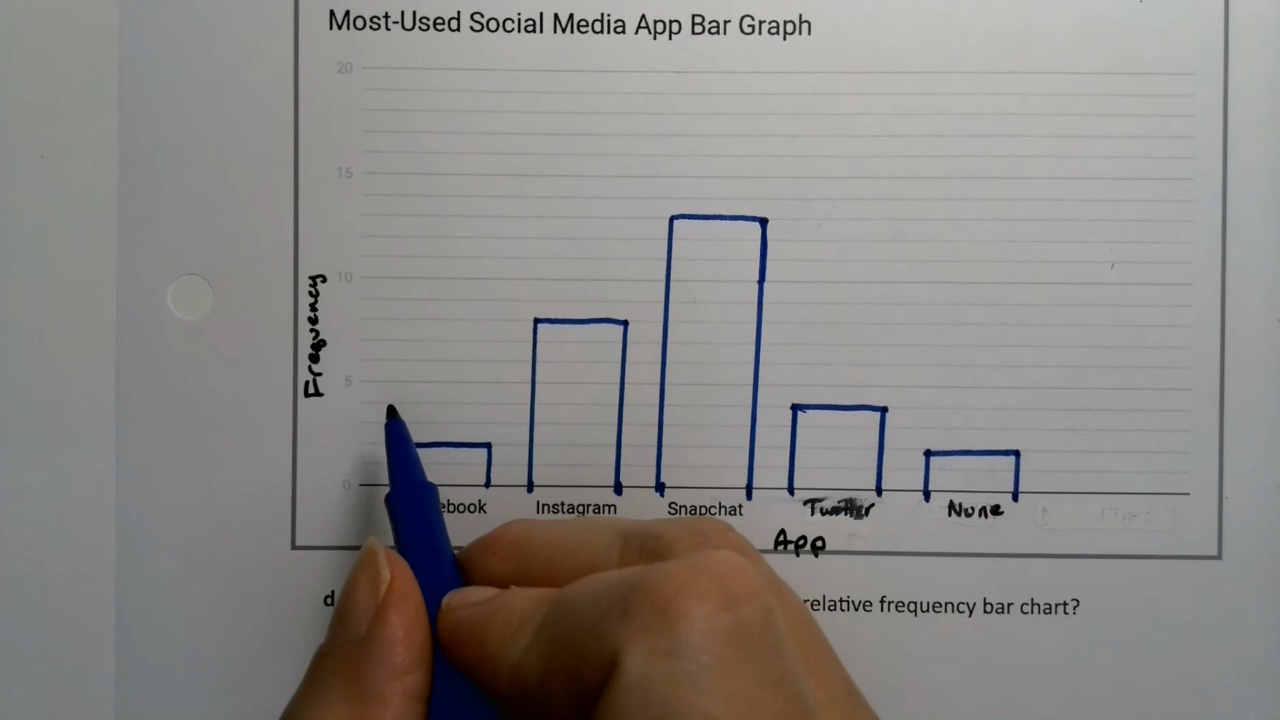 Most-Used Social Media App Bar Graph
20
15
10
5
0
Frequency
ebook Instagram Snapchat Twitter None
App
d
relative frequency bar chart?